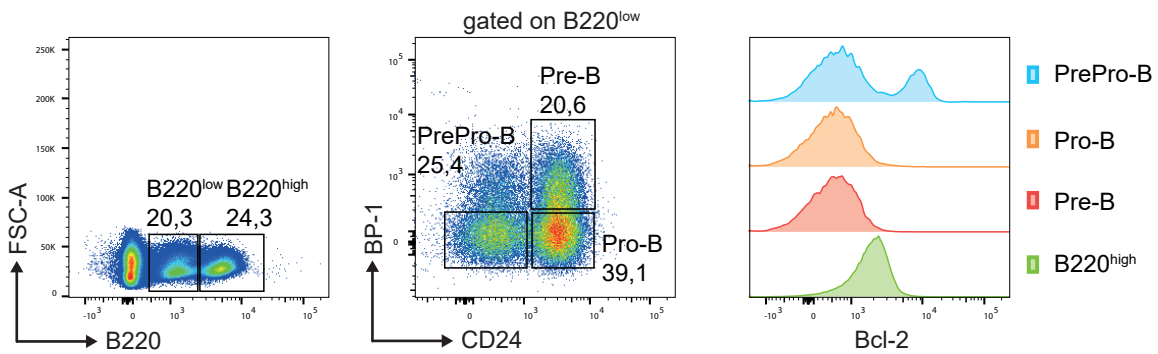 gated on B220low
250K
200K
150K
100K
50K
0
FSC-A
B220low B220high
20,3 24,3
-10³ 0 10³ 10⁴ 10⁵
B220
10⁵
10⁴
10³
0
BP-1
Pre-B
20,6
PrePro-B
25,4
Pro-B
39,1
-10³ 0 10³ 10⁴ 10⁵
CD24
-10³ 0 10³ 10⁴ 10⁵
Bcl-2
PrePro-B
Pro-B
Pre-B
B220high